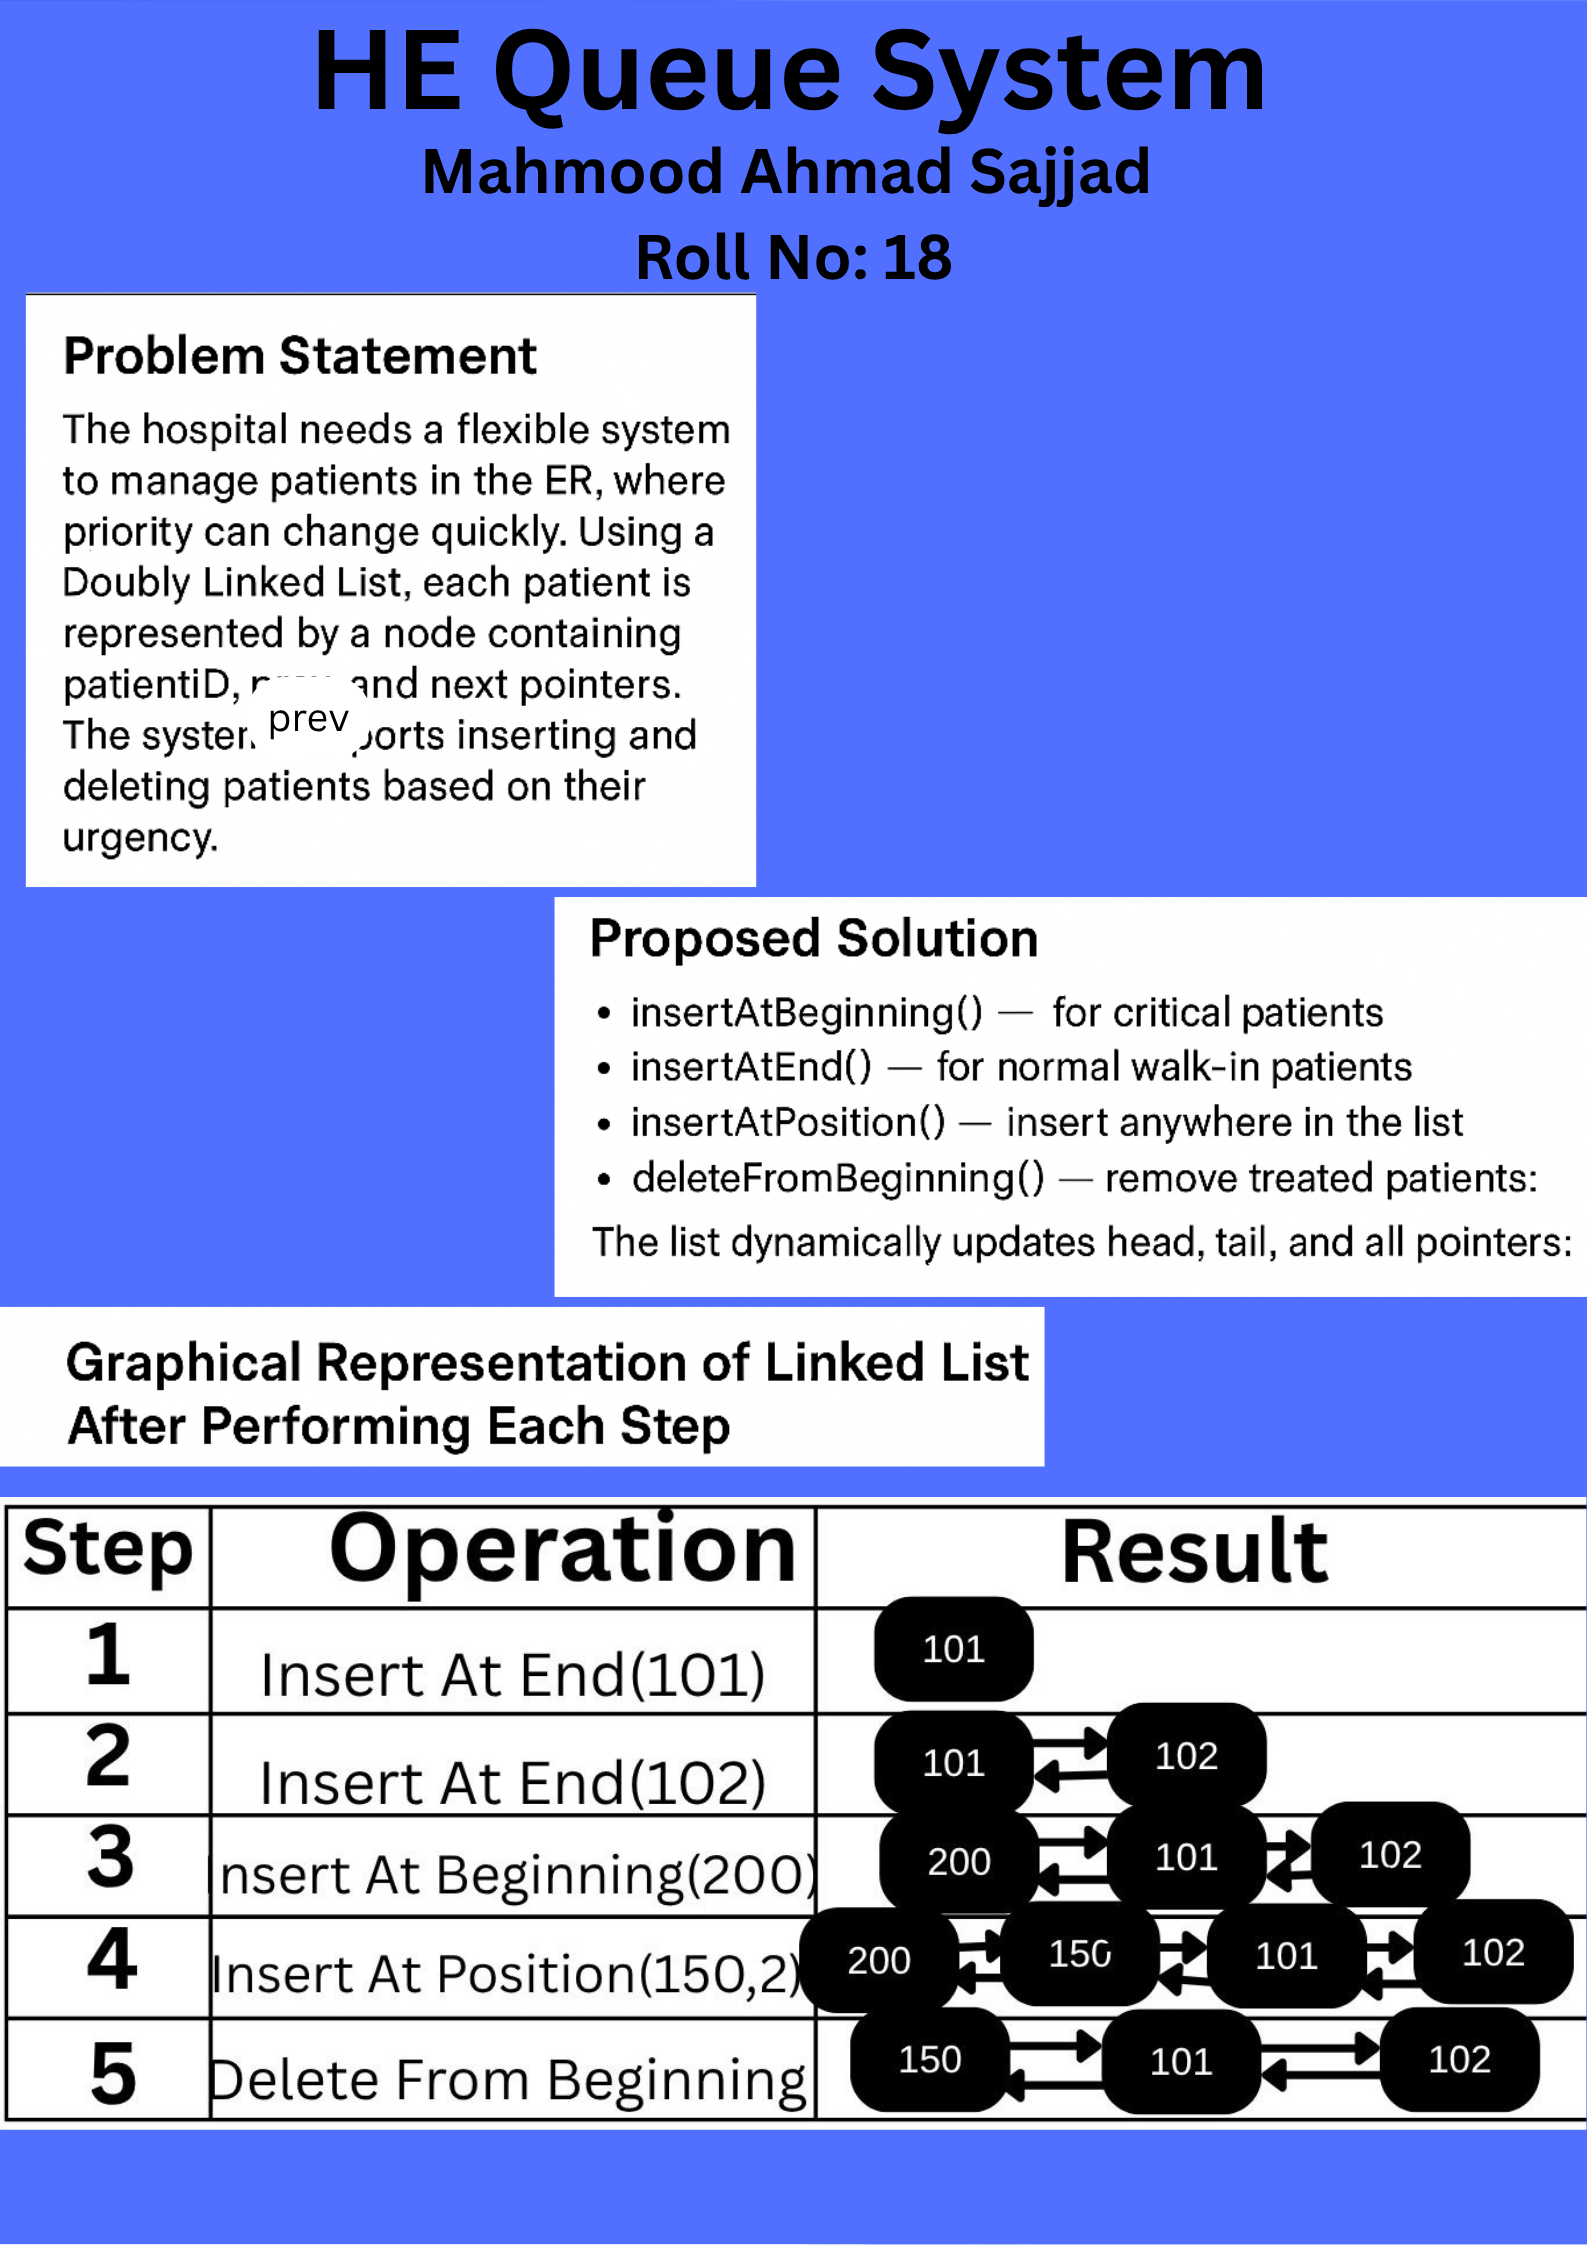 HE Queue System
Mahmood Ahmad Sajjad
Roll No: 18
Problem Statement
The hospital needs a flexible system
to manage patients in the ER, where
priority can change quickly. Using a
Doubly Linked List, each patient is
represented by a node containing
patientiD, and next pointers.
prev
The inserting and
deleting patients based on their
urgency.
Proposed Solution
• insertAtBeginning() — for critical patients
• insertAtEnd() — for normal walk-in patients
• insertAtPosition() — insert anywhere in the list
• deleteFromBeginning() — remove treated patients:
The list dynamically updates head, tail, and all pointers:
Graphical Representation of Linked List
After Performing Each Step
Step Operation Result
1 Insert At End(101) 101
2 Insert At End(102) 101 102
3 Insert At Beginning(200) 200 101 102
4 Insert At Position(150,2) 200 150 101 102
5 Delete From Beginning 150 101 102